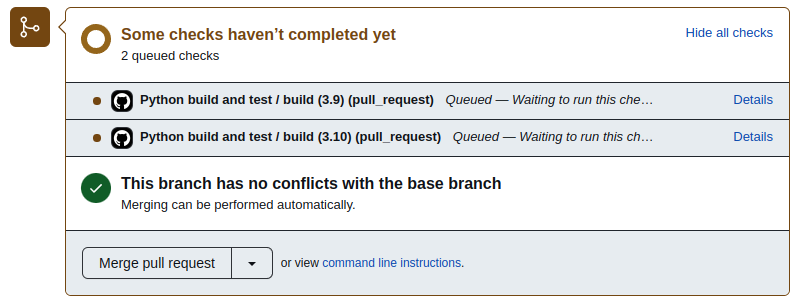 Some checks haven’t completed yet
Hide all checks
2 queued checks
Python build and test / build (3.9) (pull_request) Queued — Waiting to run this che… Details
Python build and test / build (3.10) (pull_request) Queued — Waiting to run this ch… Details
This branch has no conflicts with the base branch
Merging can be performed automatically.
Merge pull request or view command line instructions.